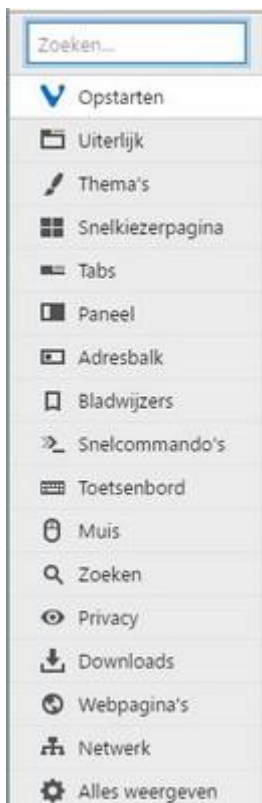 Zoeken...
Opstarten
Uiterlijk
Thema's
Snelkiezerpagina
Tabs
Paneel
Adresbalk
Bladwijzers
Snelcommando's
Toetsenbord
Muis
Zoeken
Privacy
Downloads
Webpagina's
Netwerk
Alles weergeven